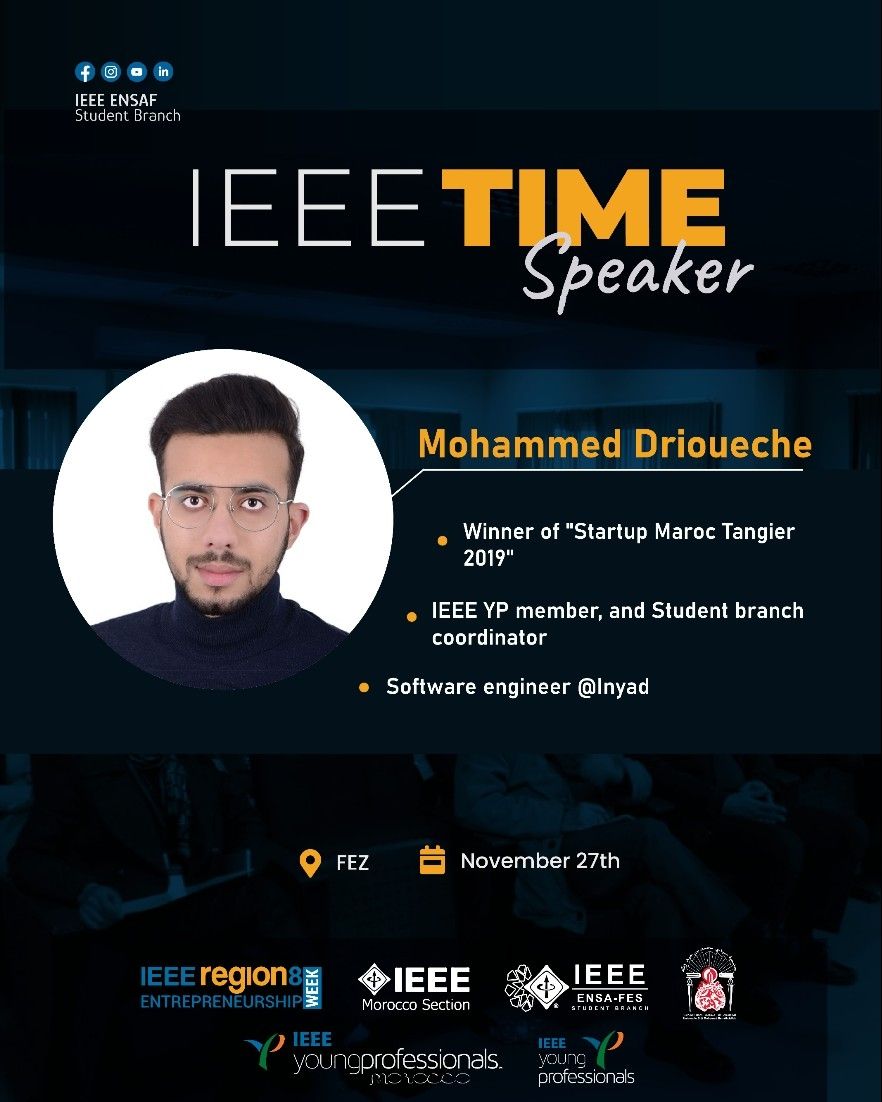 IEEE ENSAF
Student Branch
IEEE TIME
Speaker
Mohammed Drioueche
Winner of "Startup Maroc Tangier
2019"
IEEE YP member, and Student branch
coordinator
Software engineer @Inyad
FEZ
November 27th
IEEE region8
ENTREPRENEURSHIP
WEEK
IEEE
Morocco Section
IEEE
ENSA-FES
STUDENT BRANCH
IEEE
youngprofessionals
morocco
IEEE
young
professionals